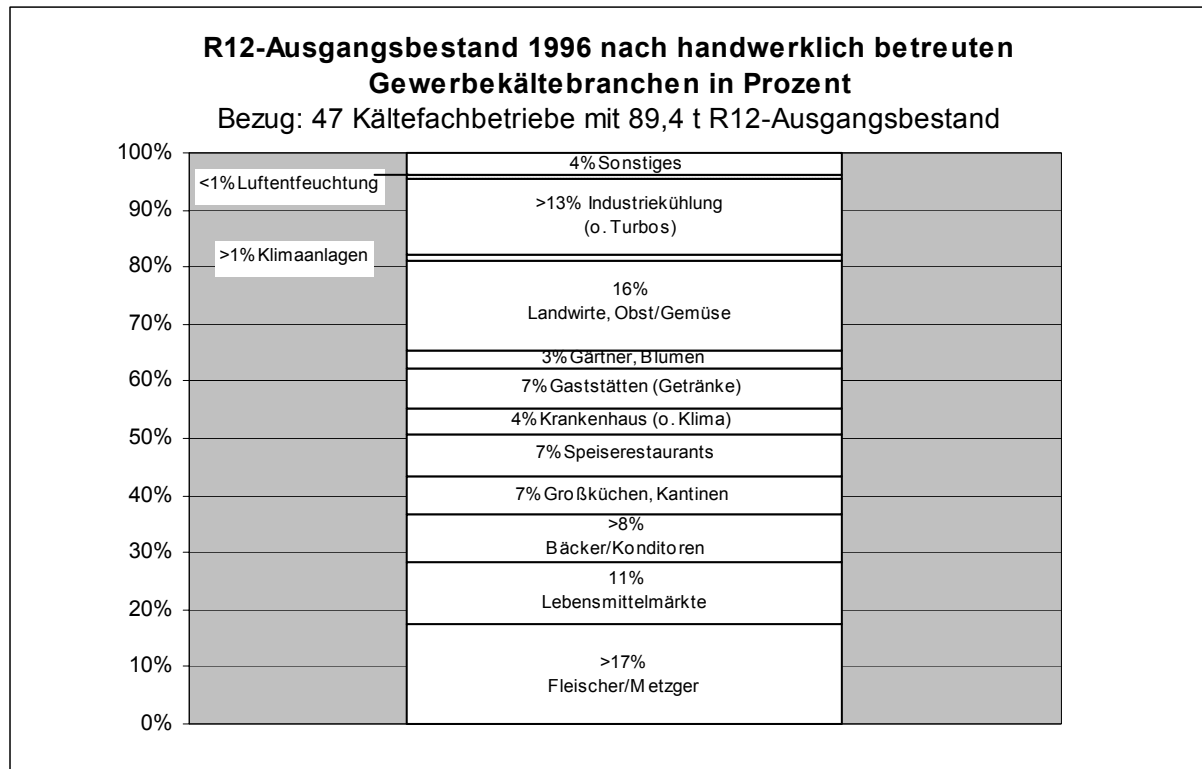 R12-Ausgangsbestand 1996 nach handwerklich betreuten
Gewerbekältebranchen in Prozent
Bezug: 47 Kältefachbetriebe mit 89,4 t R12-Ausgangsbestand
100%
4% Sonstiges
<1% Luftentfeuchtung
90%
>13% Industriekühlung
(o. Turbos)
>1% Klimaanlagen
80%
16%
Landwirte, Obst/Gemüse
70%
3% Gärtner, Blumen
60%
7% Gaststätten (Getränke)
4% Krankenhaus (o. Klima)
50%
7% Speiserestaurants
40%
7% Großküchen, Kantinen
>8%
Bäcker/Konditoren
30%
11%
Lebensmittelmärkte
20%
>17%
Fleischer/Metzger
10%
0%